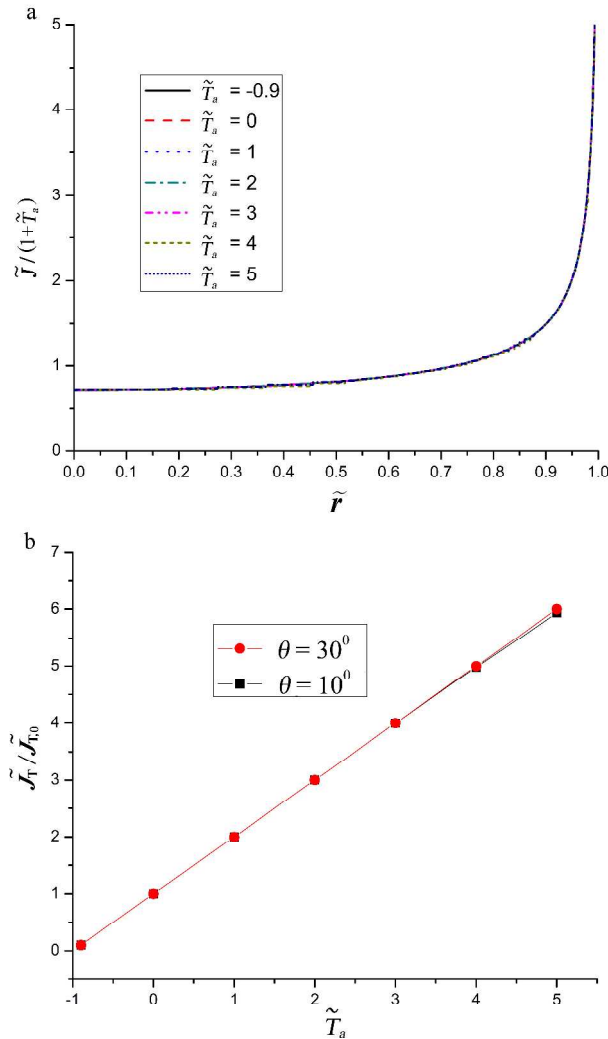 a
5
4
3
2
1
0
J̃ / (1+T̃ₐ)
T̃ₐ = -0.9
T̃ₐ = 0
T̃ₐ = 1
T̃ₐ = 2
T̃ₐ = 3
T̃ₐ = 4
T̃ₐ = 5
0.0 0.1 0.2 0.3 0.4 0.5 0.6 0.7 0.8 0.9 1.0
r̃
b
7
6
5
4
3
2
1
0
J̃_T / J̃_T,0
θ = 30⁰
θ = 10⁰
-1 0 1 2 3 4 5
T̃ₐ